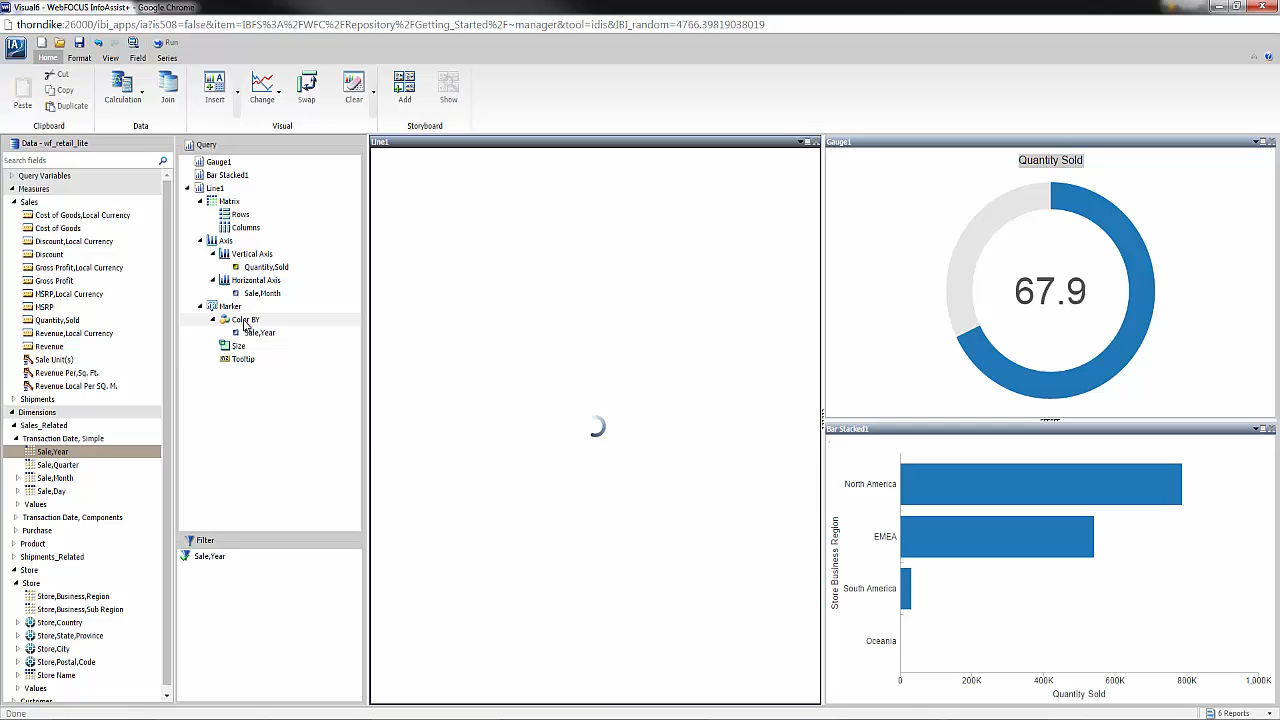 Visual6 - WebFOCUS InfoAssist+ - Google Chrome
thorndike:26000/ibi_apps/ia?is508=false&item=IBFS%3A%2FWFC%2FRepository%2FGetting_Started%2F~manager&tool=idis&IBI_random=4766.39819038019
IA
Run
Home Format View Field Series
Paste
Cut
Copy
Duplicate
Calculation Join
Insert Change Swap Clear
Add Show
Clipboard Data Visual Storyboard
Data - wf_retail_lite
Search fields
Query Variables
Measures
Sales
Cost of Goods,Local Currency
Cost of Goods
Discount,Local Currency
Discount
Gross Profit,Local Currency
Gross Profit
MSRP,Local Currency
MSRP
Quantity,Sold
Revenue,Local Currency
Revenue
Sale Unit(s)
Revenue Per,Sq. Ft.
Revenue Local Per SQ. M.
Shipments
Dimensions
Sales_Related
Transaction Date, Simple
Sale,Year
Sale,Quarter
Sale,Month
Sale,Day
Values
Transaction Date, Components
Purchase
Product
Shipments_Related
Store
Store
Store,Business,Region
Store,Business,Sub Region
Store,Country
Store,State,Province
Store,City
Store,Postal,Code
Store Name
Values
Customer
Query
Gauge1
Bar Stacked1
Line1
Matrix
Rows
Columns
Axis
Vertical Axis
Quantity,Sold
Horizontal Axis
Sale,Month
Marker
Color BY
Sale,Year
Size
Tooltip
Filter
Sale,Year
Line1
Gauge1
Quantity Sold
67.9
Bar Stacked1
Store Business Region
North America
EMEA
South America
Oceania
0 200K 400K 600K 800K 1,000K
Quantity Sold
Done
6 Reports